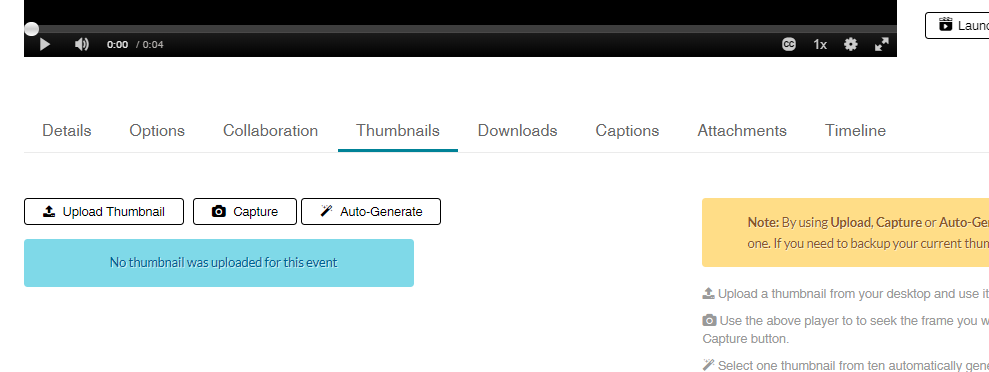 Launc
0:00 / 0:04 CC 1x
Details Options Collaboration Thumbnails Downloads Captions Attachments Timeline
Upload Thumbnail Capture Auto-Generate
No thumbnail was uploaded for this event
Note: By using Upload, Capture or Auto-Ge
one. If you need to backup your current thu
Upload a thumbnail from your desktop and use it
Use the above player to to seek the frame you w
Capture button.
Select one thumbnail from ten automatically gene